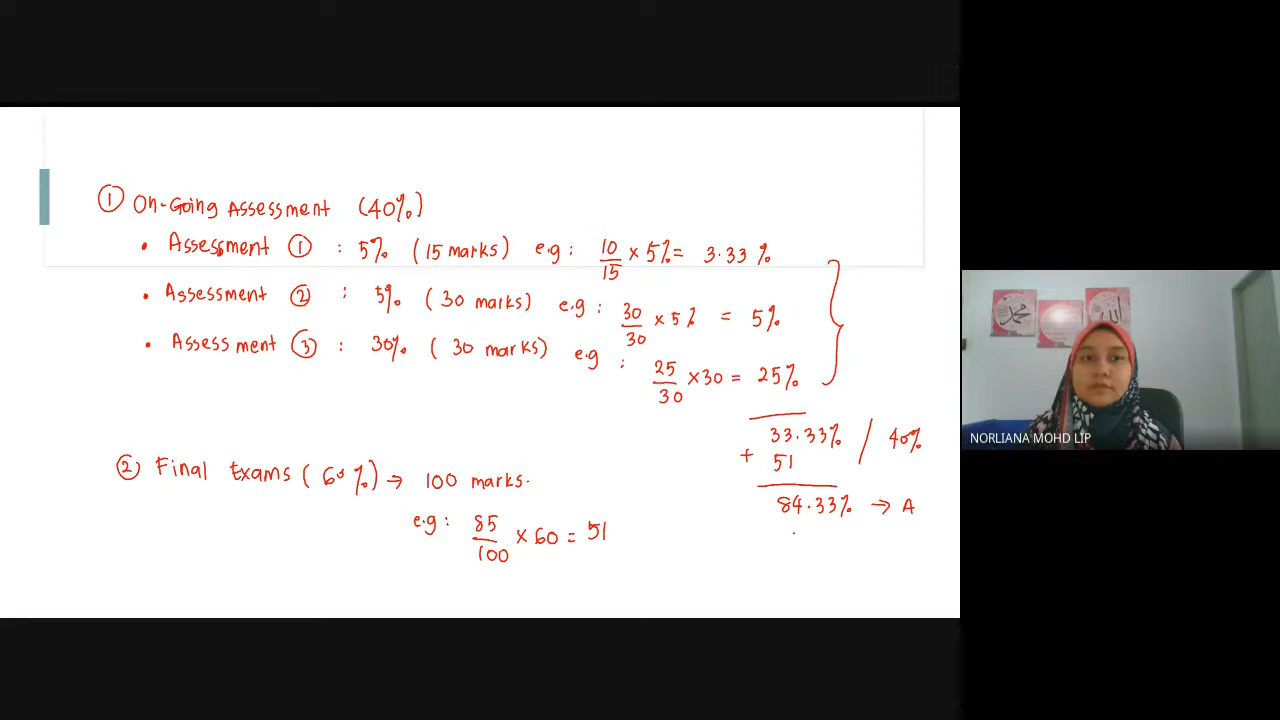 ① On-Going Assessment (40%)
• Assessment ① : 5% (15 marks) e.g : 10/15 x 5% = 3.33 %
• Assessment ② : 5% (30 marks) e.g : 30/30 x 5% = 5%
• Assessment ③ : 30% (30 marks) e.g : 25/30 x 30 = 25%
33.33% / 40%
+ 51
84.33% → A
② Final Exams (60%) → 100 marks.
e.g : 85/100 x 60 = 51
محمد
الله
NORLIANA MOHD LIP